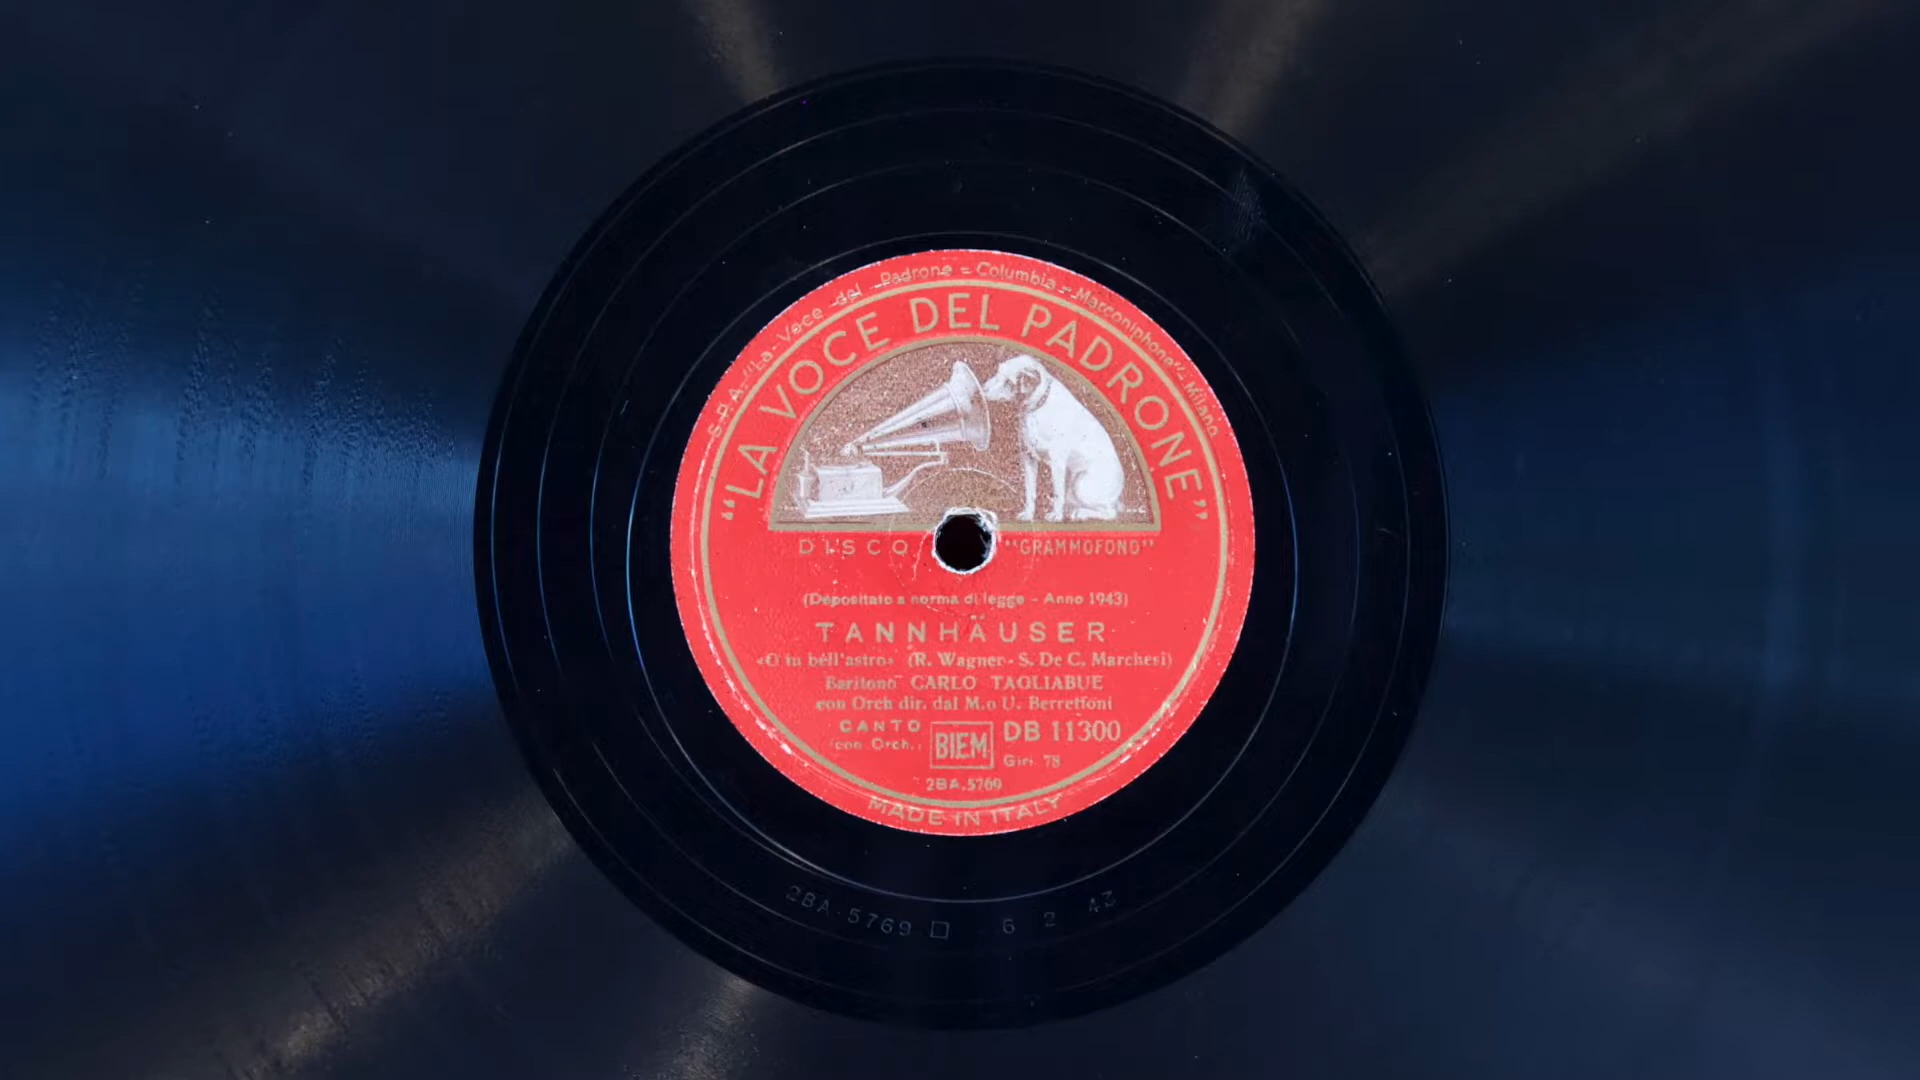 S.P.A. "La Voce del Padrone = Columbia = Marconiphone" - Milano
"LA VOCE DEL PADRONE"
DISCO "GRAMMOFONO"
(Depositato a norma di legge - Anno 1943)
TANNHÄUSER
«O tu bell'astro» (R. Wagner - S. De C. Marchesi)
Baritono CARLO TAGLIABUE
con Orch dir. dal M.o U. Berrettoni
CANTO
(con Orch.)
BIEM
DB 11300
Giri 78
2BA.5769
MADE IN ITALY
2BA·5769 □ 6 2 43